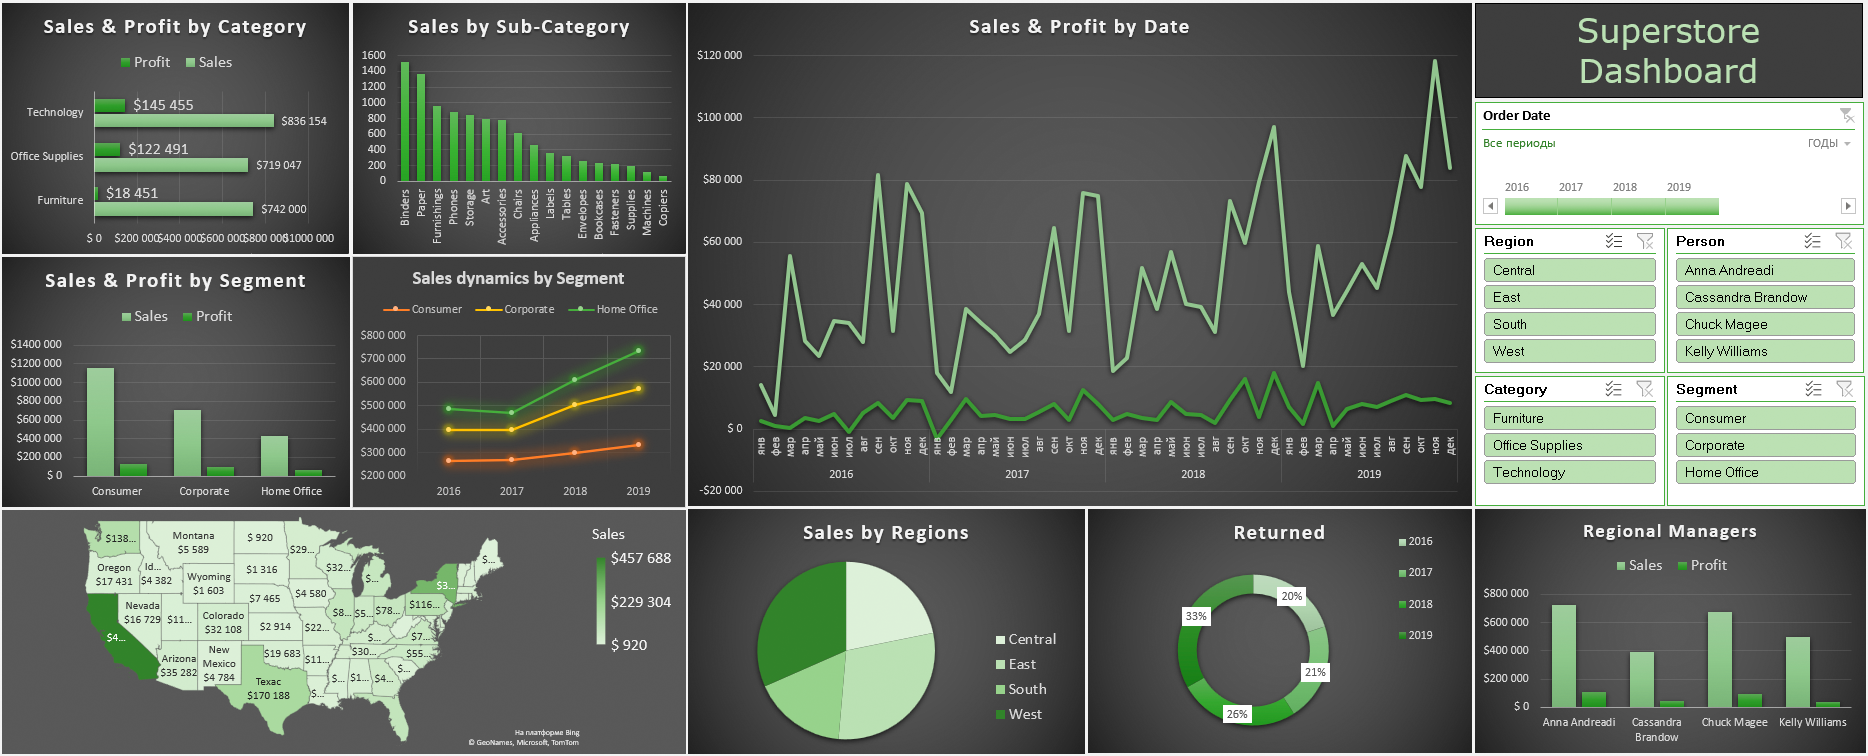 Sales & Profit by Category
Profit Sales
Technology
$145 455
$836 154
Office Supplies
$122 491
$719 047
Furniture
$18 451
$742 000
$ 0 $200 000 $400 000 $600 000 $800 000 $1000 000
Sales by Sub-Category
1600
1400
1200
1000
800
600
400
200
0
Binders Paper Furnishings Phones Storage Art Accessories Chairs Appliances Labels Tables Envelopes Bookcases Fasteners Supplies Machines Copiers
Sales & Profit by Date
$120 000
$100 000
$80 000
$60 000
$40 000
$20 000
$ 0
-$20 000
янв фев мар апр май июн июл авг сен окт ноя дек янв фев мар апр май июн июл авг сен окт ноя дек янв фев мар апр май июн июл авг сен окт ноя дек янв фев мар апр май июн июл авг сен окт ноя дек
2016 2017 2018 2019
Superstore
Dashboard
Order Date
Все периоды ГОДЫ
2016 2017 2018 2019
Region
Central
East
South
West
Person
Anna Andreadi
Cassandra Brandow
Chuck Magee
Kelly Williams
Category
Furniture
Office Supplies
Technology
Segment
Consumer
Corporate
Home Office
Sales & Profit by Segment
Sales Profit
$1400 000
$1200 000
$1000 000
$800 000
$600 000
$400 000
$200 000
$ 0
Consumer Corporate Home Office
Sales dynamics by Segment
Consumer Corporate Home Office
$800 000
$700 000
$600 000
$500 000
$400 000
$300 000
$200 000
2016 2017 2018 2019
Sales
$457 688
$229 304
$ 920
$138...
Montana
$5 589
$ 920
$29...
Oregon
$17 431
Id...
$4 382
Wyoming
$1 603
$1 316
$32...
$...
$...
$3...
Nevada
$16 729
$11...
Colorado
$32 108
$7 465
$4 580
$8...
$5...
$78...
$116...
$4...
$2 914
$22...
$...
$7...
Arizona
$35 282
New
Mexico
$4 784
$19 683
$11...
$30...
$55...
Texac
$170 188
$...
$...
$1...
$4...
$...
На платформе Bing
© GeoNames, Microsoft, TomTom
Sales by Regions
Central
East
South
West
Returned
2016
2017
2018
2019
20%
21%
26%
33%
Regional Managers
Sales Profit
$800 000
$600 000
$400 000
$200 000
$ 0
Anna Andreadi Cassandra Brandow Chuck Magee Kelly Williams